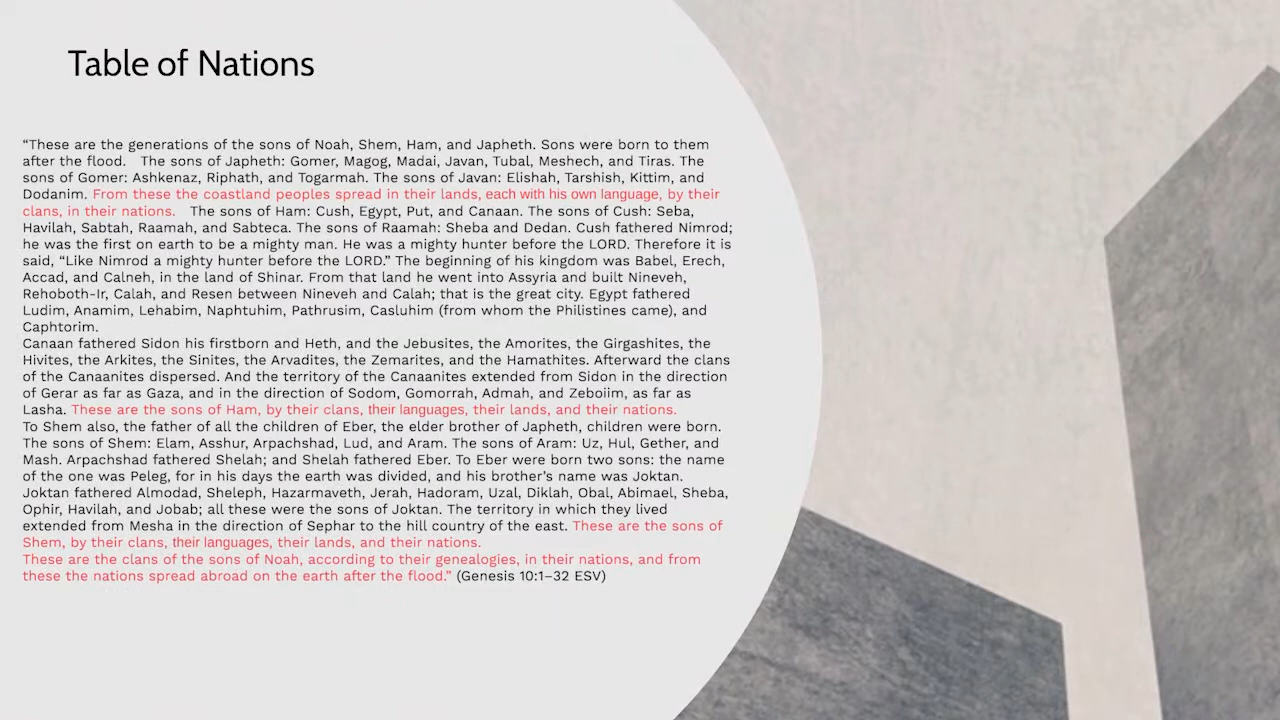 Table of Nations
“These are the generations of the sons of Noah, Shem, Ham, and Japheth. Sons were born to them
after the flood.   The sons of Japheth: Gomer, Magog, Madai, Javan, Tubal, Meshech, and Tiras. The
sons of Gomer: Ashkenaz, Riphath, and Togarmah. The sons of Javan: Elishah, Tarshish, Kittim, and
Dodanim. From these the coastland peoples spread in their lands, each with his own language, by their
clans, in their nations.   The sons of Ham: Cush, Egypt, Put, and Canaan. The sons of Cush: Seba,
Havilah, Sabtah, Raamah, and Sabteca. The sons of Raamah: Sheba and Dedan. Cush fathered Nimrod;
he was the first on earth to be a mighty man. He was a mighty hunter before the LORD. Therefore it is
said, “Like Nimrod a mighty hunter before the LORD.” The beginning of his kingdom was Babel, Erech,
Accad, and Calneh, in the land of Shinar. From that land he went into Assyria and built Nineveh,
Rehoboth-Ir, Calah, and Resen between Nineveh and Calah; that is the great city. Egypt fathered
Ludim, Anamim, Lehabim, Naphtuhim, Pathrusim, Casluhim (from whom the Philistines came), and
Caphtorim.
Canaan fathered Sidon his firstborn and Heth, and the Jebusites, the Amorites, the Girgashites, the
Hivites, the Arkites, the Sinites, the Arvadites, the Zemarites, and the Hamathites. Afterward the clans
of the Canaanites dispersed. And the territory of the Canaanites extended from Sidon in the direction
of Gerar as far as Gaza, and in the direction of Sodom, Gomorrah, Admah, and Zeboiim, as far as
Lasha. These are the sons of Ham, by their clans, their languages, their lands, and their nations.
To Shem also, the father of all the children of Eber, the elder brother of Japheth, children were born.
The sons of Shem: Elam, Asshur, Arpachshad, Lud, and Aram. The sons of Aram: Uz, Hul, Gether, and
Mash. Arpachshad fathered Shelah; and Shelah fathered Eber. To Eber were born two sons: the name
of the one was Peleg, for in his days the earth was divided, and his brother’s name was Joktan.
Joktan fathered Almodad, Sheleph, Hazarmaveth, Jerah, Hadoram, Uzal, Diklah, Obal, Abimael, Sheba,
Ophir, Havilah, and Jobab; all these were the sons of Joktan. The territory in which they lived
extended from Mesha in the direction of Sephar to the hill country of the east. These are the sons of
Shem, by their clans, their languages, their lands, and their nations.
These are the clans of the sons of Noah, according to their genealogies, in their nations, and from
these the nations spread abroad on the earth after the flood.” (Genesis 10:1–32 ESV)